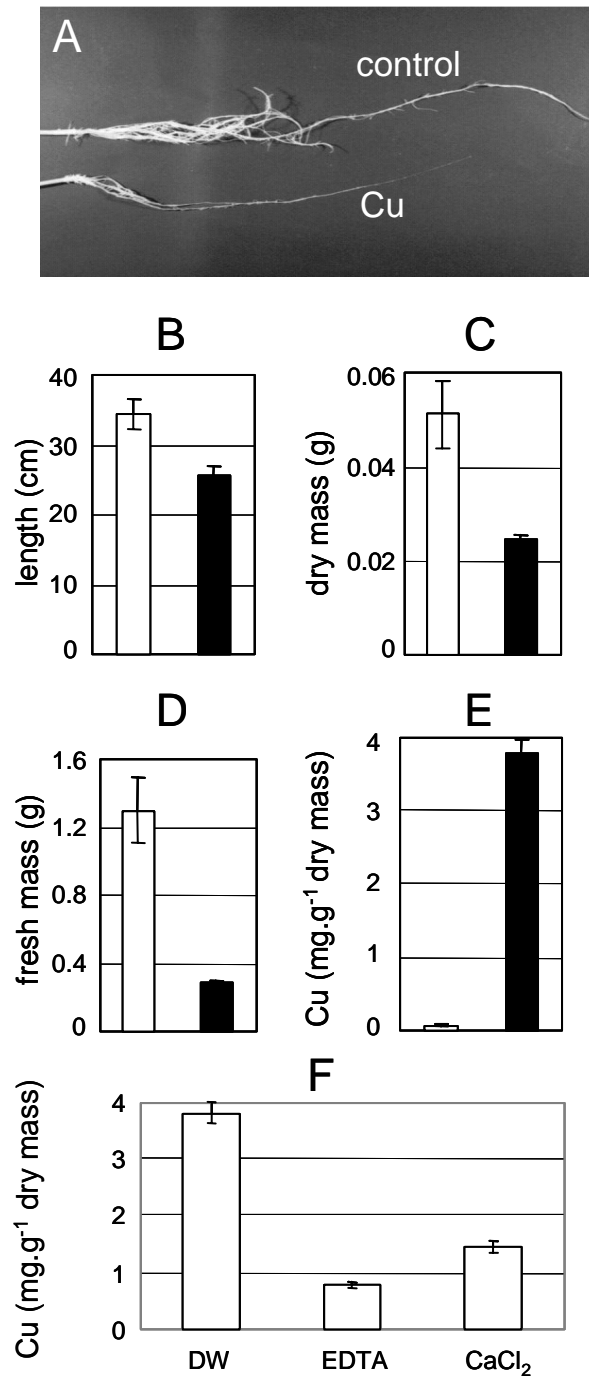 A
control
Cu
B
C
length (cm)
40
30
20
10
0
dry mass (g)
0.06
0.04
0.02
0
D
E
fresh mass (g)
1.6
1.2
0.8
0.4
0
Cu (mg.g⁻¹ dry mass)
4
3
2
1
0
F
Cu (mg.g⁻¹ dry mass)
4
3
2
1
0
DW EDTA CaCl₂